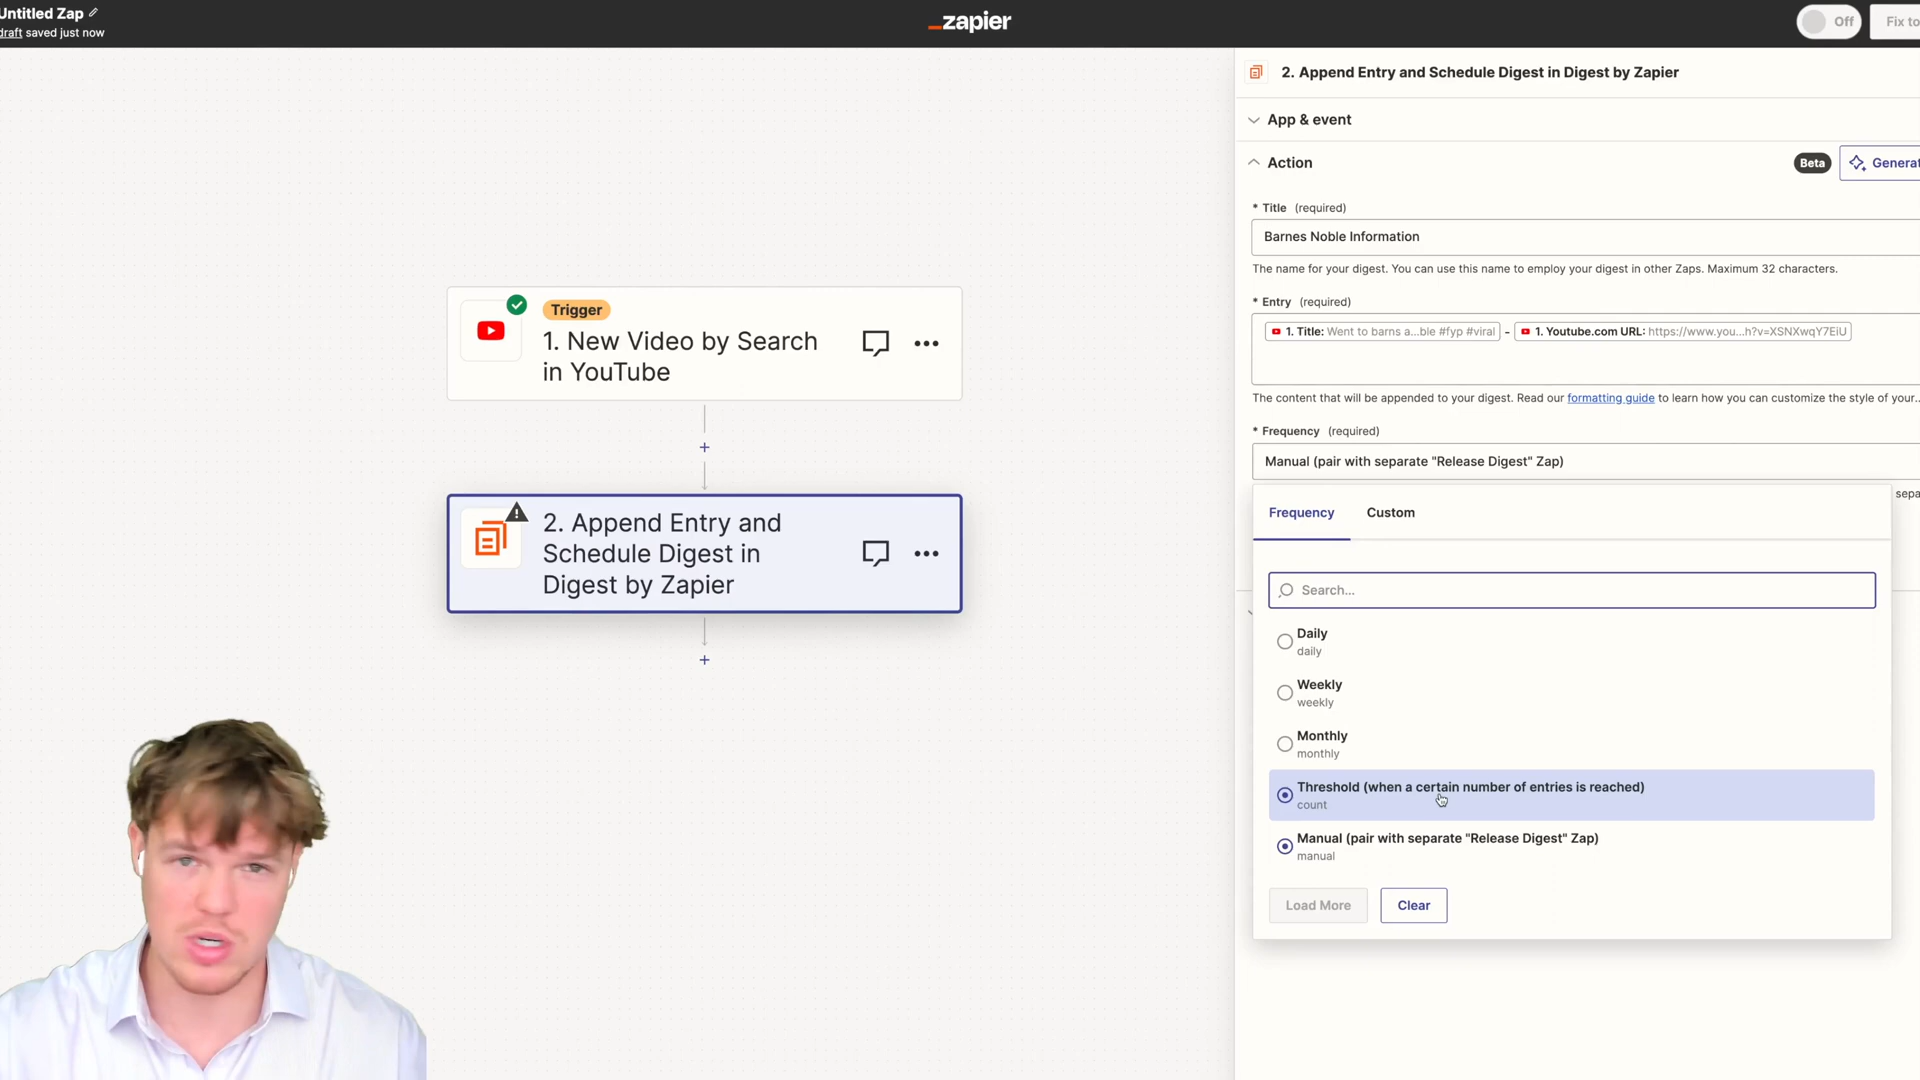 Untitled Zap
draft saved just now
zapier
Off
Fix to
2. Append Entry and Schedule Digest in Digest by Zapier
App & event
Action
Beta
Generat
* Title (required)
Barnes Noble Information
The name for your digest. You can use this name to employ your digest in other Zaps. Maximum 32 characters.
* Entry (required)
1. Title: Went to barns a...ble #fyp #viral - 1. Youtube.com URL: https://www.you...h?v=XSNXwqY7EiU
The content that will be appended to your digest. Read our formatting guide to learn how you can customize the style of your...
* Frequency (required)
Manual (pair with separate "Release Digest" Zap)
sepa
Frequency
Custom
Search...
Daily
daily
Weekly
weekly
Monthly
monthly
Threshold (when a certain number of entries is reached)
count
Manual (pair with separate "Release Digest" Zap)
manual
Load More
Clear
Trigger
1. New Video by Search
in YouTube
2. Append Entry and
Schedule Digest in
Digest by Zapier